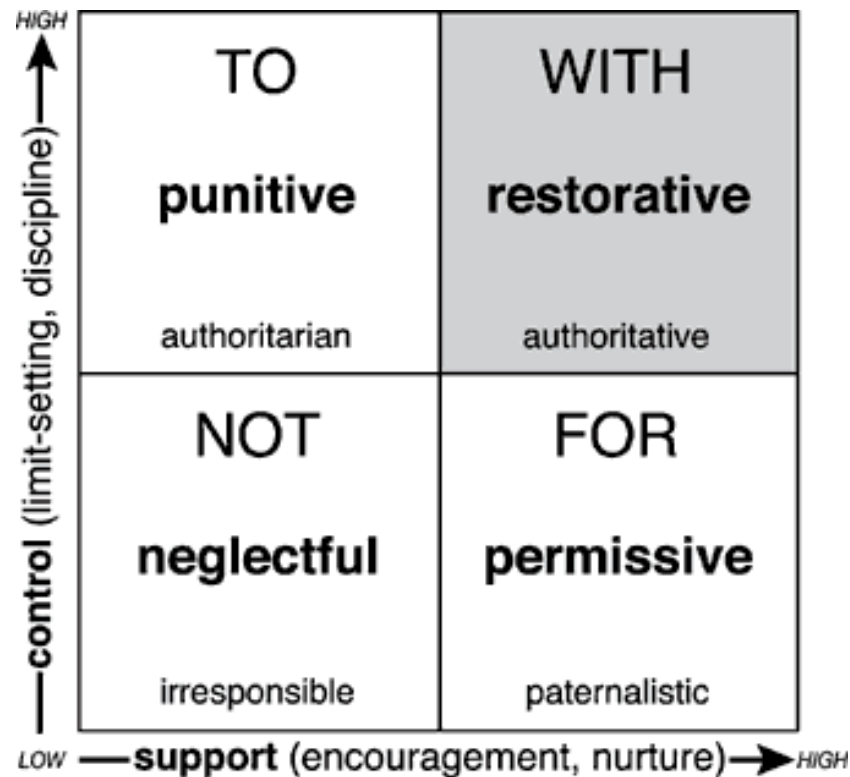 HIGH
TO
WITH
punitive
restorative
authoritarian
authoritative
NOT
FOR
neglectful
permissive
irresponsible
paternalistic
control (limit-setting, discipline)
LOW
support (encouragement, nurture)
HIGH